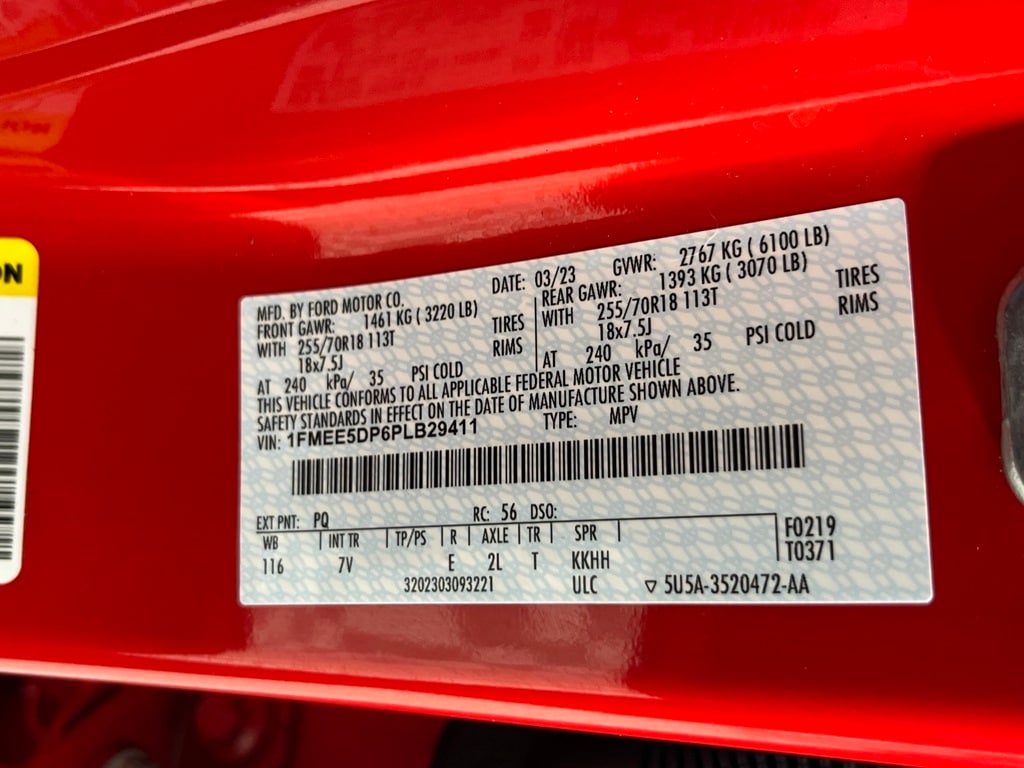 ON
MFD. BY FORD MOTOR CO. DATE: 03/23 GVWR: 2767 KG ( 6100 LB)
FRONT GAWR: 1461 KG ( 3220 LB) REAR GAWR: 1393 KG ( 3070 LB)
WITH 255/70R18 113T TIRES WITH 255/70R18 113T TIRES
18x7.5J RIMS 18x7.5J RIMS
AT 240 kPa/ 35 PSI COLD AT 240 kPa/ 35 PSI COLD
THIS VEHICLE CONFORMS TO ALL APPLICABLE FEDERAL MOTOR VEHICLE
SAFETY STANDARDS IN EFFECT ON THE DATE OF MANUFACTURE SHOWN ABOVE.
VIN: 1FMEE5DP6PLB29411 TYPE: MPV
EXT PNT: PQ RC: 56 DSO:
WB INT TR TP/PS R AXLE TR SPR F0219
116 7V E 2L T KKHH T0371
3202303093221 ULC ▽ 5U5A-3520472-AA